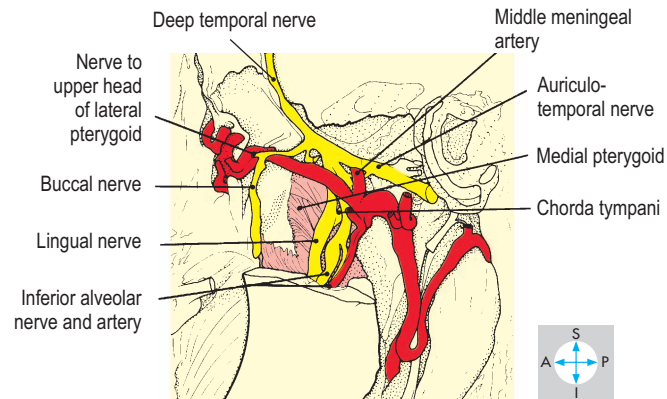 Deep temporal nerve
Middle meningeal
artery
Nerve to
upper head
of lateral
pterygoid
Auriculo-
temporal nerve
Medial pterygoid
Buccal nerve
Chorda tympani
Lingual nerve
Inferior alveolar
nerve and artery
S
A
P
I